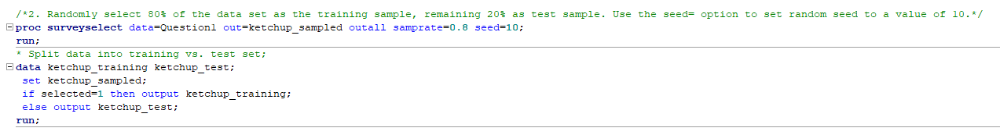 /*2. Randomly select 80% of the data set as the training sample, remaining 20% as test sample. Use the seed= option to set random seed to a value of 10.*/
proc surveyselect data=Question1 out=ketchup_sampled outall samprate=0.8 seed=10;
run;
* Split data into training vs. test set;
data ketchup_training ketchup_test;
set ketchup_sampled;
if selected=1 then output ketchup_training;
else output ketchup_test;
run;